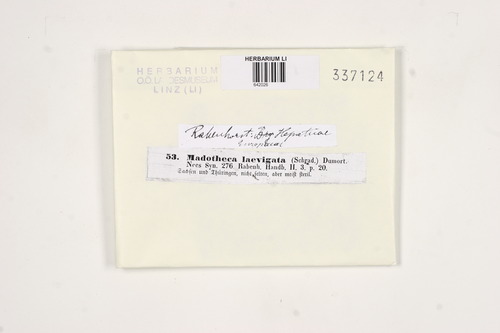 HERBARIUM LI
642026
HERBARIUM
O.Ö. LANDESMUSEUM
LINZ (LI)
337124
Rabenhorst: Hepaticae
europaeae
53. Madotheca laevigata (Schrad.) Dumort.
Nees Syn. 276. Rabenh. Handb. II, 3. p. 20.
Sachsen und Thüringen, nicht selten, aber meist steril.